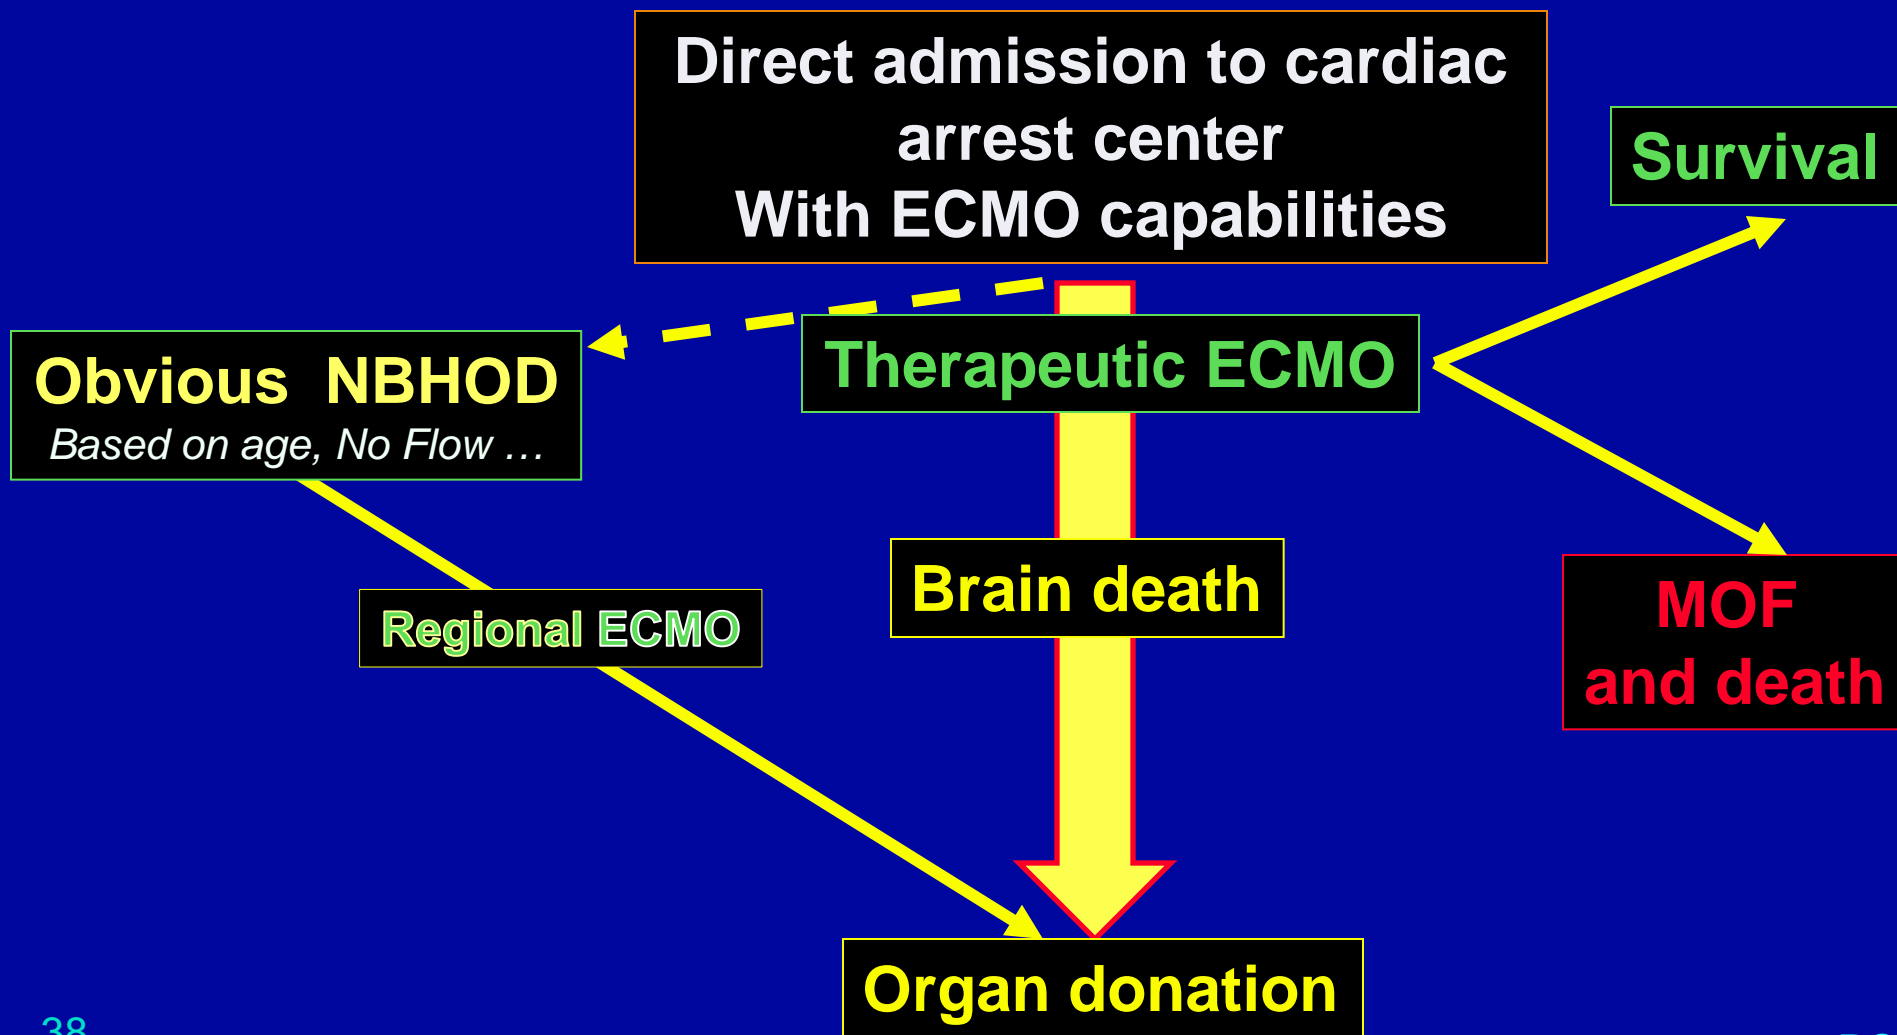 Direct admission to cardiac
arrest center
With ECMO capabilities
Survival
Therapeutic ECMO
Obvious NBHOD
Based on age, No Flow …
Brain death
Regional ECMO
MOF
and death
Organ donation
38